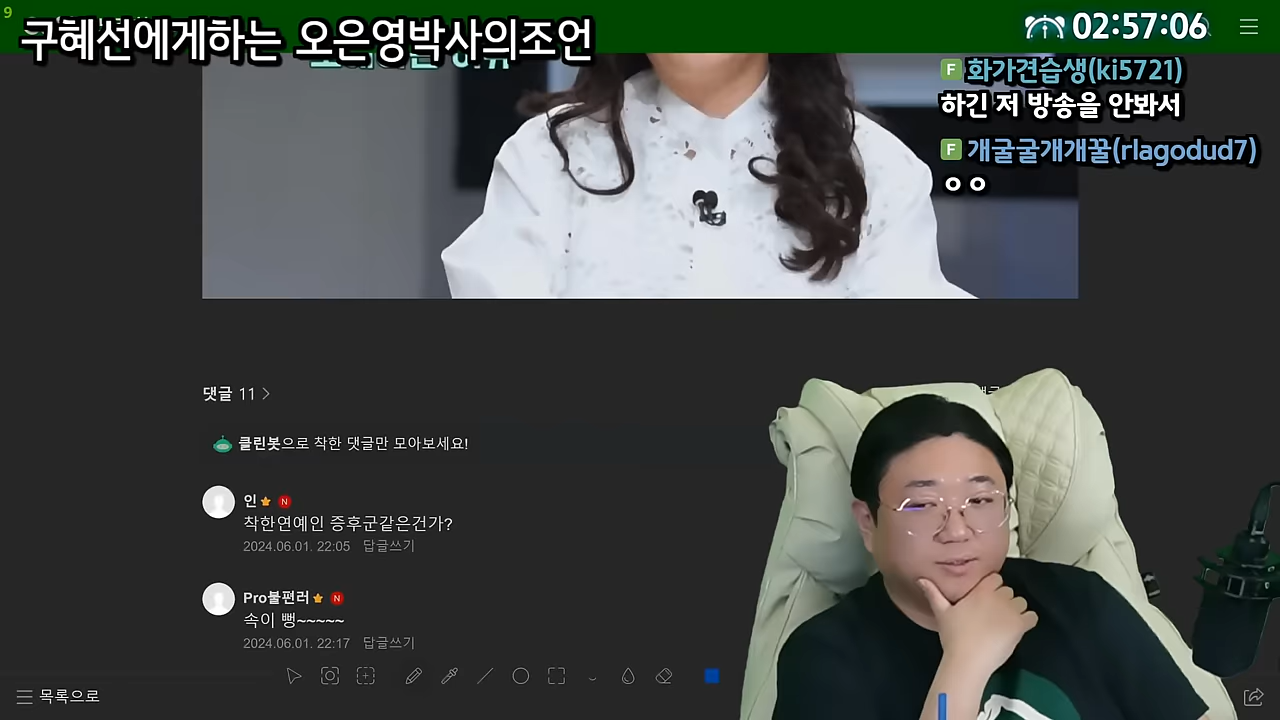 9
구혜선에게하는 오은영박사의조언
02:57:06
F 화가견습생(ki5721)
하긴 저 방송을 안봐서
F 개굴굴개개꿀(rlagodud7)
ㅇㅇ
댓글 11 >
클린봇으로 착한 댓글만 모아보세요!
인 N
착한연예인 증후군같은건가?
2024.06.01. 22:05 답글쓰기
Pro불편러 N
속이 뻥~~~~~
2024.06.01. 22:17 답글쓰기
목록으로